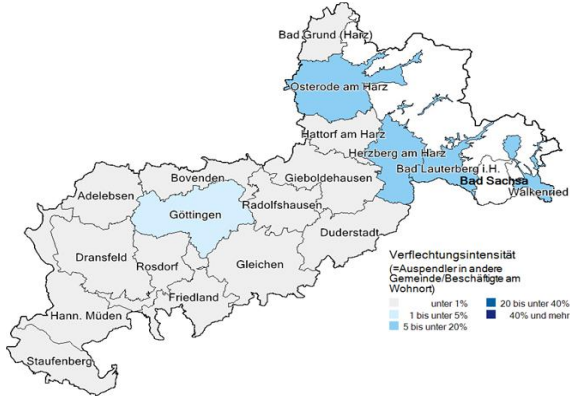 Bad Grund (Harz)
Osterode am Harz
Hattorf am Harz
Herzberg am Harz
Bad Lauterberg i.H.
Bad Sachsa
Walkenried
Bovenden
Gieboldehausen
Adelebsen
Göttingen
Radolfshausen
Duderstadt
Dransfeld
Rosdorf
Gleichen
Friedland
Hann. Müden
Staufenberg
Verflechtungsintensität
(=Auspendler in andere
Gemeinde/Beschäftigte am
Wohnort)
unter 1% 20 bis unter 40%
1 bis unter 5% 40% und mehr
5 bis unter 20%